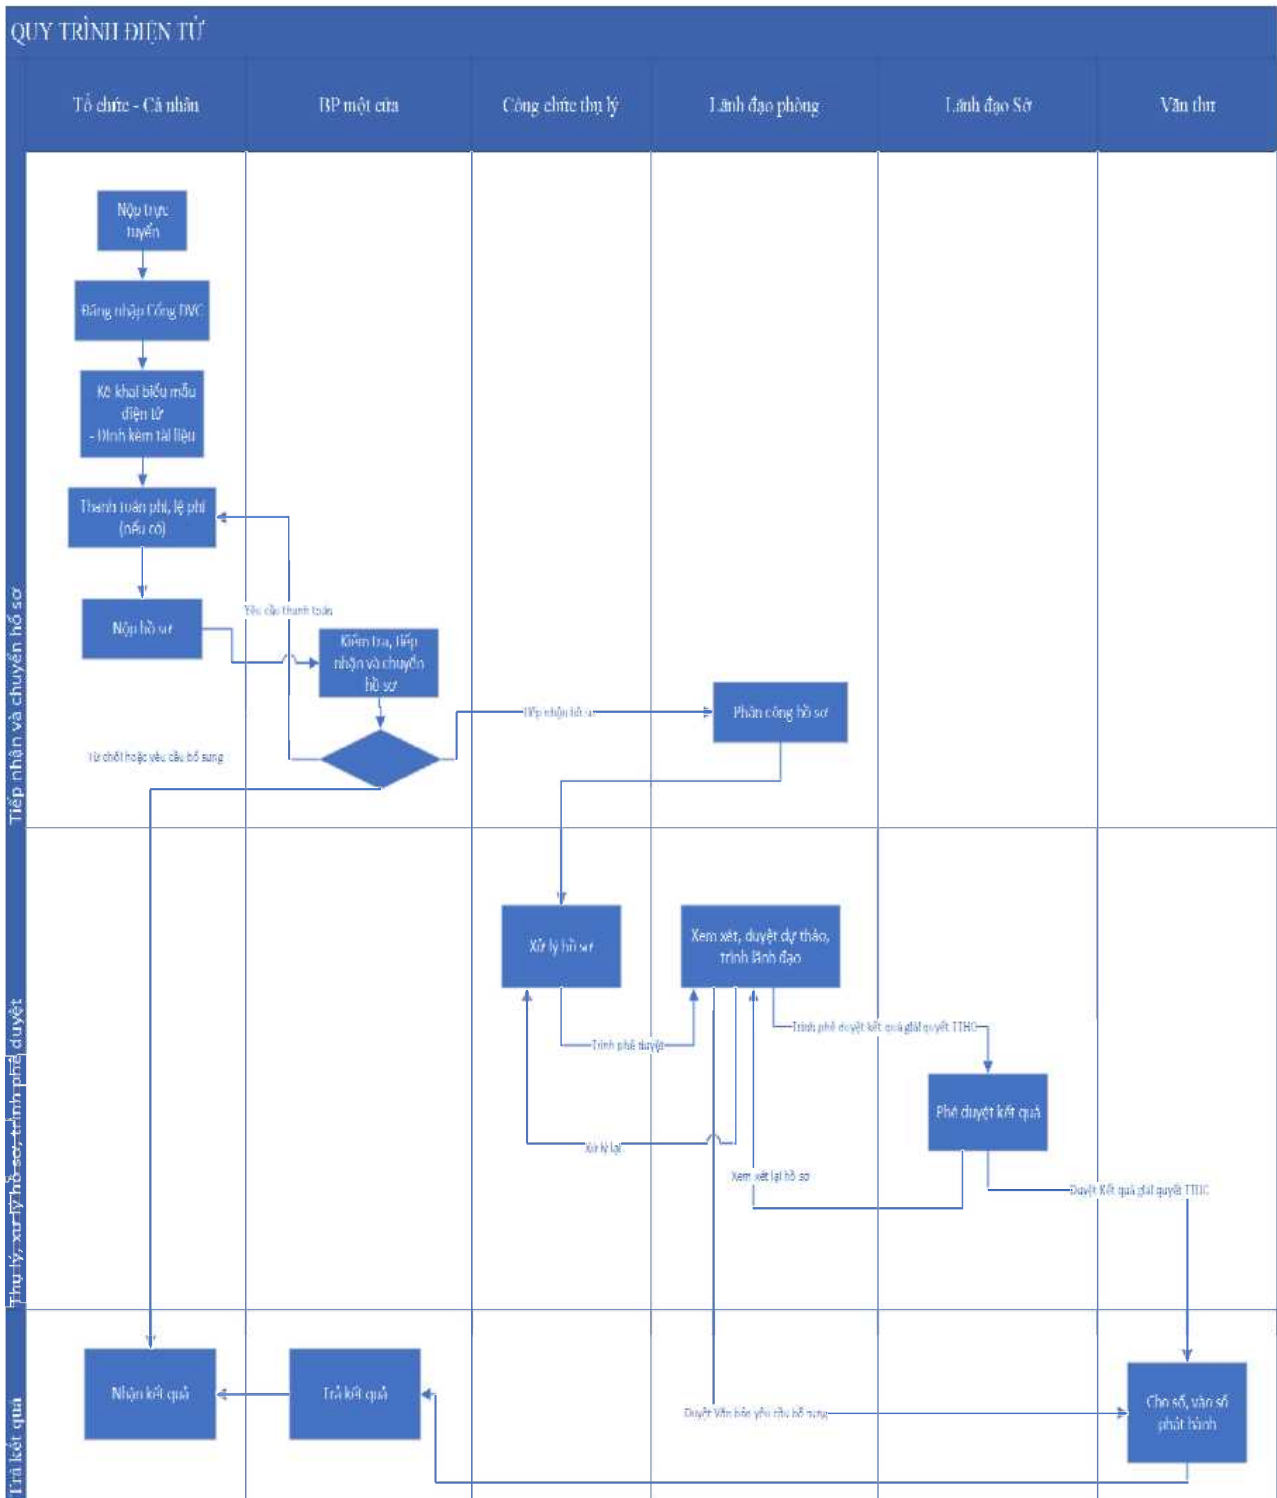 QUY TRÌNH ĐIỆN TỬ
Tổ chức - Cá nhân
BP một cửa
Công chức thụ lý
Lãnh đạo phòng
Lãnh đạo Sở
Văn thư
Tiếp nhận và chuyển hồ sơ
Nộp trực
tuyến
Đăng nhập Cổng DVC
Kê khai biểu mẫu
điện tử
- Đính kèm tài liệu
Thanh toán phí, lệ phí
(nếu có)
Yêu cầu thanh toán
Nộp hồ sơ
Kiểm tra, tiếp
nhận và chuyển
hồ sơ
Tiếp nhận hồ sơ
Phân công hồ sơ
Từ chối hoặc yêu cầu bổ sung
Thụ lý, xử lý hồ sơ, trình phê duyệt
Xử lý hồ sơ
Xem xét, duyệt dự thảo,
trình lãnh đạo
Trình phê duyệt kết quả giải quyết TTHC
Trình phê duyệt
Phê duyệt kết quả
Xử lý lại
Xem xét lại hồ sơ
Duyệt Kết quả giải quyết TTHC
Trả kết quả
Nhận kết quả
Trả kết quả
Duyệt Văn bản yêu cầu bổ sung
Cho số, vào sổ
phát hành